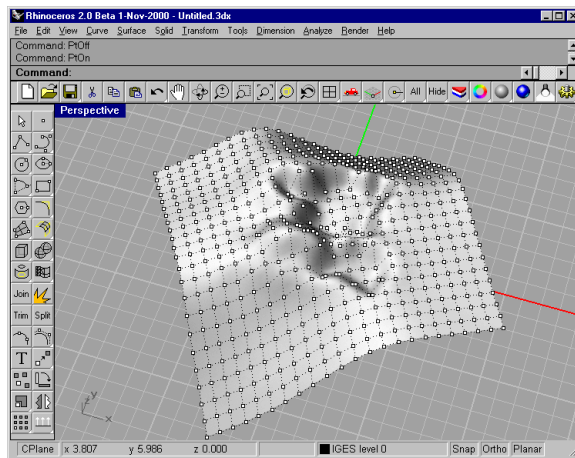 Rhinoceros 2.0 Beta 1-Nov-2000 - Untitled.3dx
File Edit View Curve Surface Solid Transform Tools Dimension Analyze Render Help
Command: PtOff
Command: PtOn
Command:
All Hide
Perspective
Join
Trim Split
T
y
x
CPlane x 3.807 y 5.986 z 0.000 IGES level 0 Snap Ortho Planar